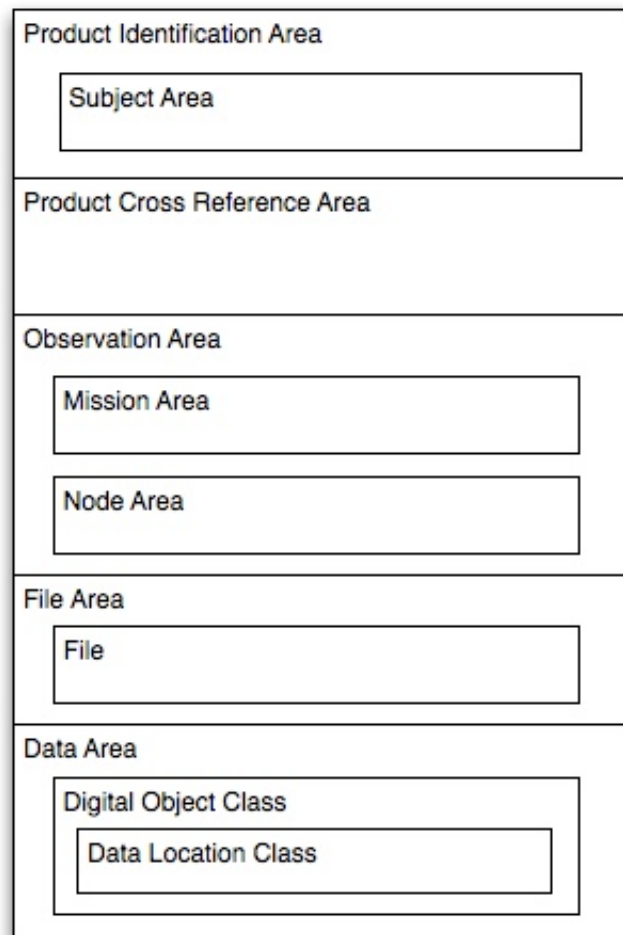 Product Identification Area
Subject Area
Product Cross Reference Area
Observation Area
Mission Area
Node Area
File Area
File
Data Area
Digital Object Class
Data Location Class